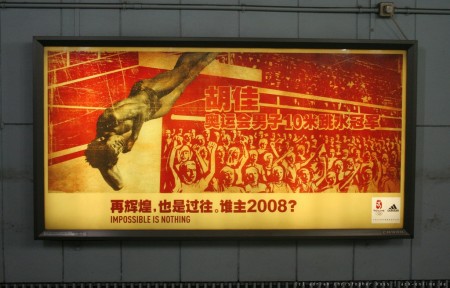 胡佳
奥运会男子10米跳水冠军
再辉煌,也是过往。谁主2008?
IMPOSSIBLE IS NOTHING
adidas